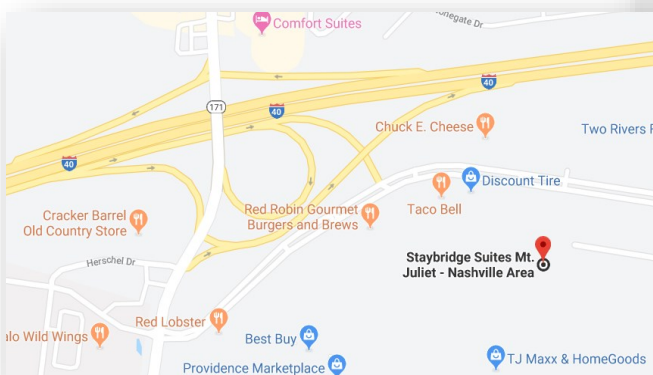 onegate Dr
Comfort Suites
171
40
40
40
Chuck E. Cheese
Two Rivers F
Discount Tire
Taco Bell
Cracker Barrel
Old Country Store
Red Robin Gourmet
Burgers and Brews
Herschel Dr
Staybridge Suites Mt.
Juliet - Nashville Area
Red Lobster
alo Wild Wings
Best Buy
Providence Marketplace
TJ Maxx & HomeGoods